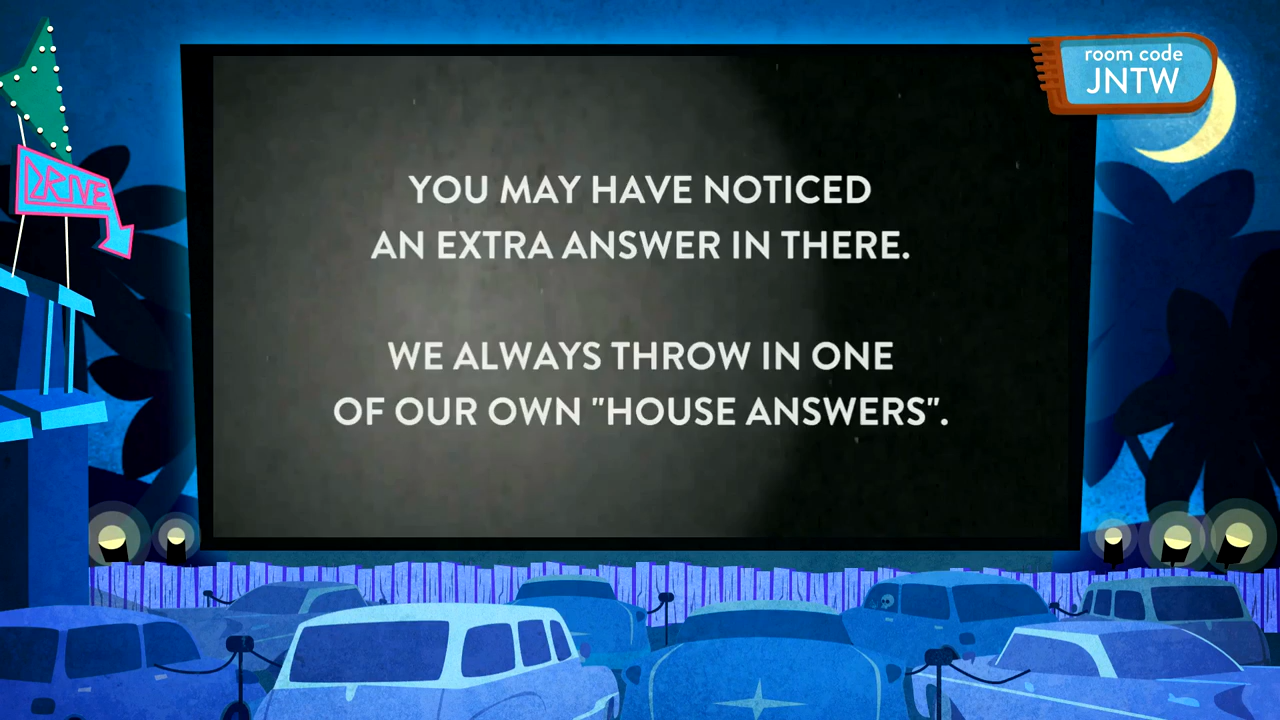 room code
JNTW
DRIVE
YOU MAY HAVE NOTICED
AN EXTRA ANSWER IN THERE.
WE ALWAYS THROW IN ONE
OF OUR OWN "HOUSE ANSWERS".